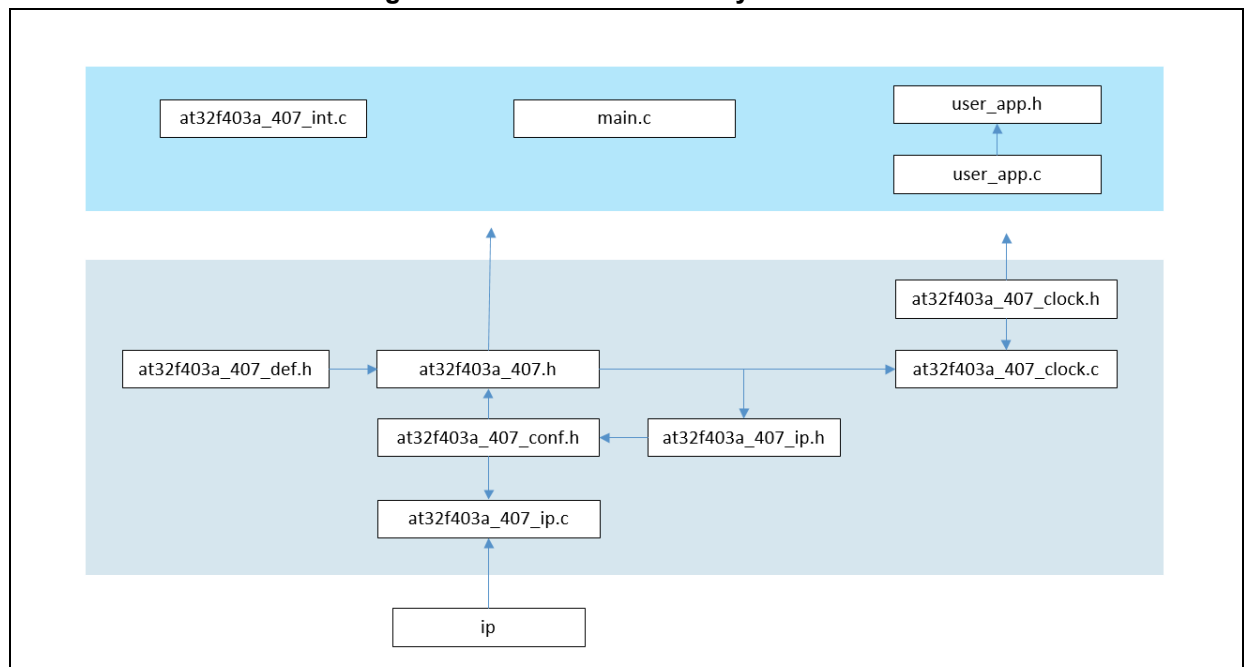 at32f403a_407_int.c
main.c
user_app.h
user_app.c
at32f403a_407_clock.h
at32f403a_407_def.h
at32f403a_407.h
at32f403a_407_clock.c
at32f403a_407_conf.h
at32f403a_407_ip.h
at32f403a_407_ip.c
ip